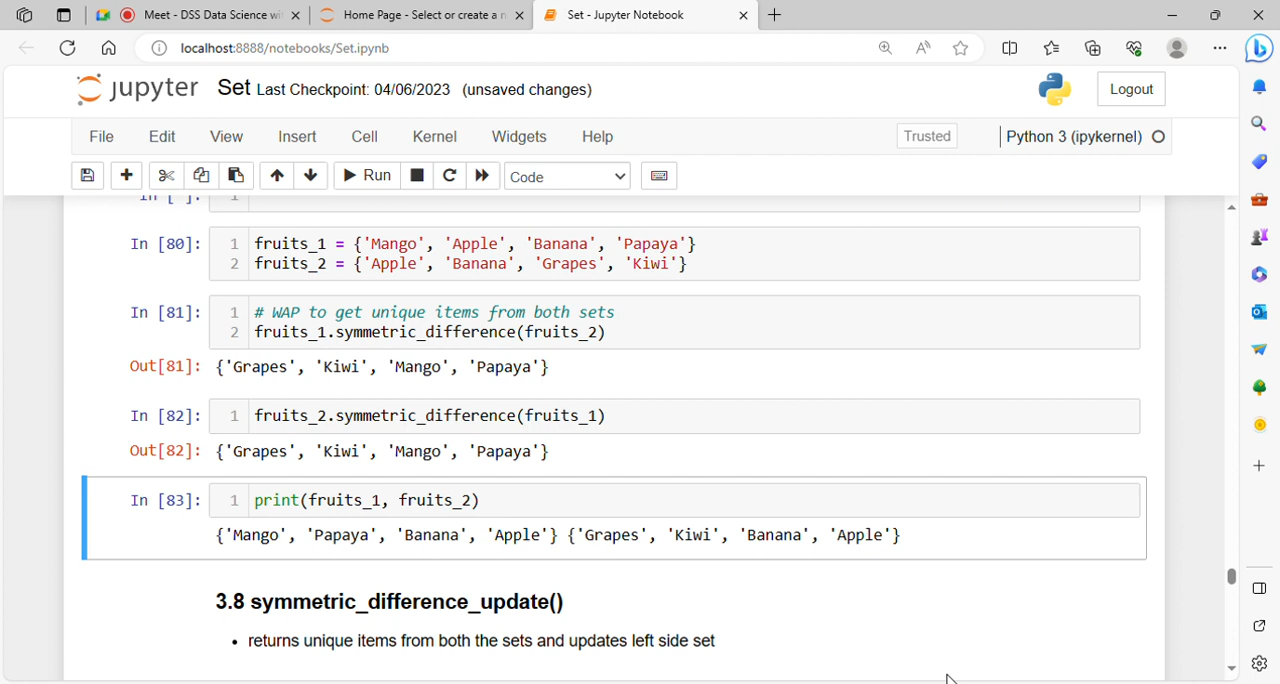 Meet - DSS Data Science wi
Home Page - Select or create a n
Set - Jupyter Notebook
localhost:8888/notebooks/Set.ipynb
jupyter Set Last Checkpoint: 04/06/2023 (unsaved changes)
Logout
File Edit View Insert Cell Kernel Widgets Help
Trusted
Python 3 (ipykernel)
Run
Code
In [ ]:
1
In [80]:
1 fruits_1 = {'Mango', 'Apple', 'Banana', 'Papaya'}
2 fruits_2 = {'Apple', 'Banana', 'Grapes', 'Kiwi'}
In [81]:
1 # WAP to get unique items from both sets
2 fruits_1.symmetric_difference(fruits_2)
Out[81]: {'Grapes', 'Kiwi', 'Mango', 'Papaya'}
In [82]:
1 fruits_2.symmetric_difference(fruits_1)
Out[82]: {'Grapes', 'Kiwi', 'Mango', 'Papaya'}
In [83]:
1 print(fruits_1, fruits_2)
{'Mango', 'Papaya', 'Banana', 'Apple'} {'Grapes', 'Kiwi', 'Banana', 'Apple'}
3.8 symmetric_difference_update()
• returns unique items from both the sets and updates left side set